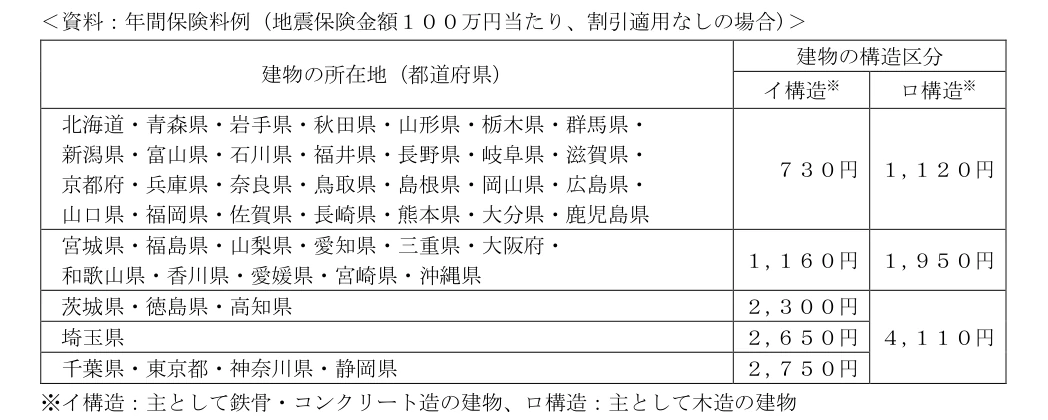 ＜資料：年間保険料例（地震保険金額１００万円当たり、割引適用なしの場合）＞
建物の所在地（都道府県）
建物の構造区分
イ構造※
ロ構造※
北海道・青森県・岩手県・秋田県・山形県・栃木県・群馬県・
新潟県・富山県・石川県・福井県・長野県・岐阜県・滋賀県・
京都府・兵庫県・奈良県・鳥取県・島根県・岡山県・広島県・
山口県・福岡県・佐賀県・長崎県・熊本県・大分県・鹿児島県
７３０円
１，１２０円
宮城県・福島県・山梨県・愛知県・三重県・大阪府・
和歌山県・香川県・愛媛県・宮崎県・沖縄県
１，１６０円
１，９５０円
茨城県・徳島県・高知県
２，３００円
埼玉県
２，６５０円
４，１１０円
千葉県・東京都・神奈川県・静岡県
２，７５０円
※イ構造：主として鉄骨・コンクリート造の建物、ロ構造：主として木造の建物